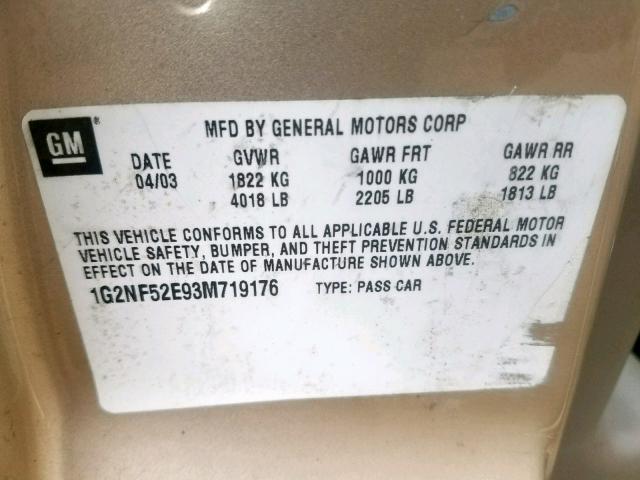 GM®
MFD BY GENERAL MOTORS CORP
DATE GVWR GAWR FRT GAWR RR
04/03 1822 KG 1000 KG 822 KG
4018 LB 2205 LB 1813 LB
THIS VEHICLE CONFORMS TO ALL APPLICABLE U.S. FEDERAL MOTOR
VEHICLE SAFETY, BUMPER, AND THEFT PREVENTION STANDARDS IN
EFFECT ON THE DATE OF MANUFACTURE SHOWN ABOVE.
1G2NF52E93M719176 TYPE: PASS CAR